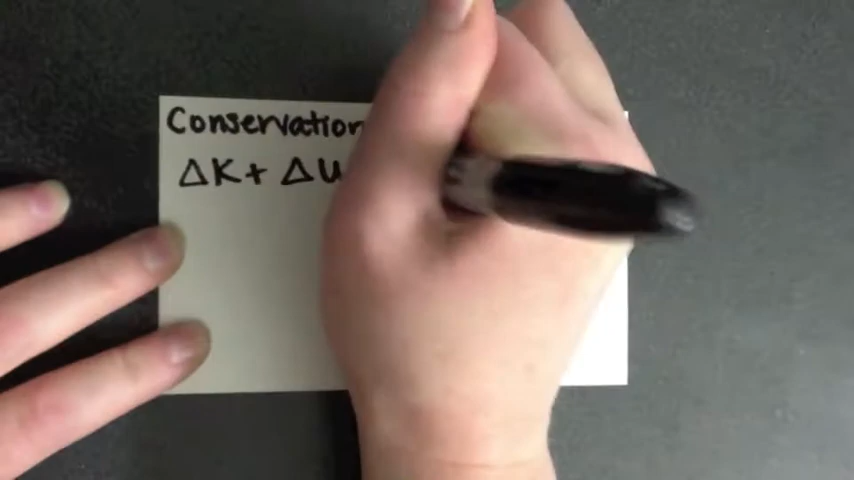 Conservation
ΔK + ΔU